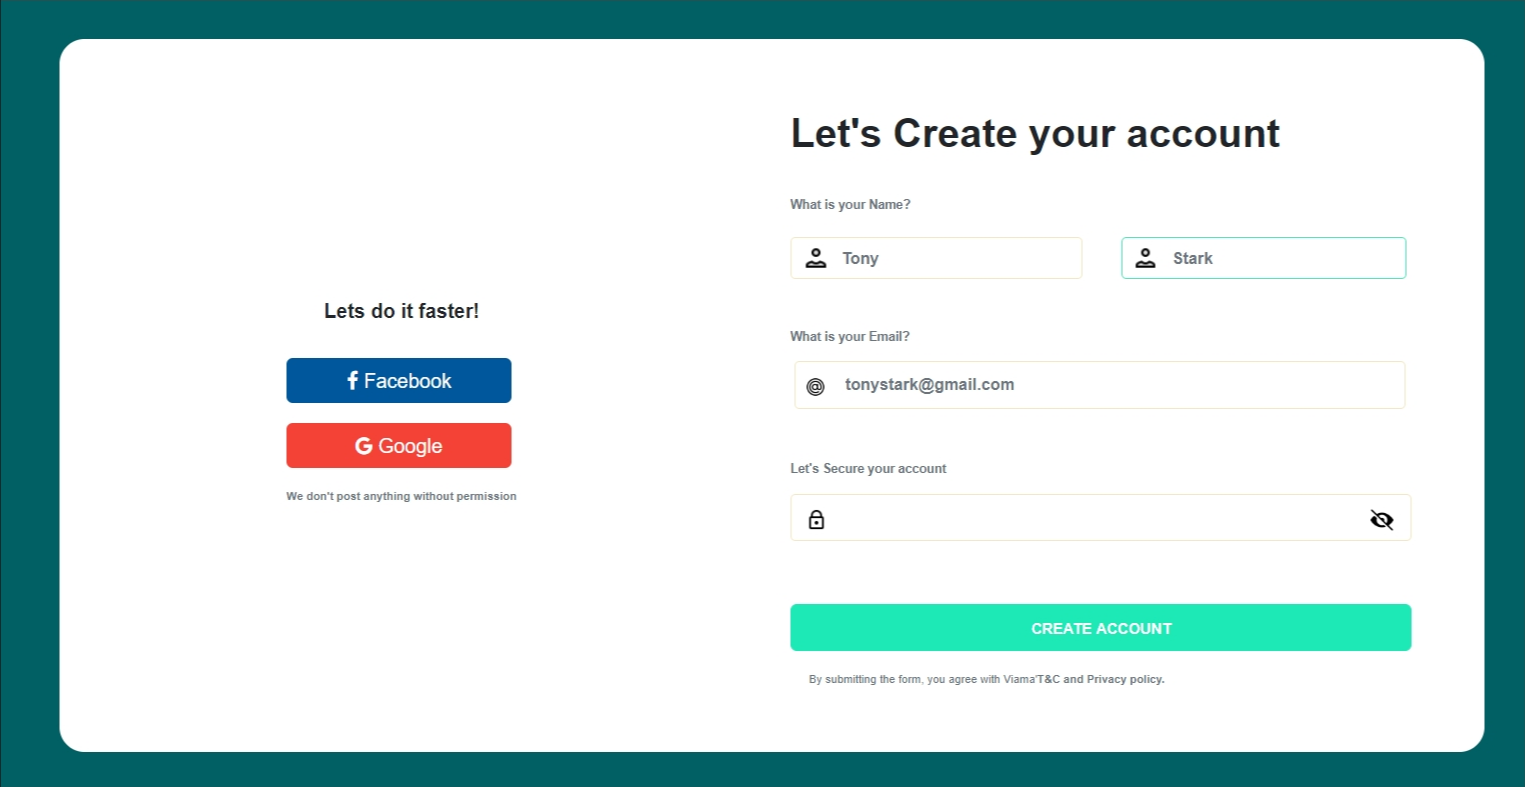 Let's Create your account
What is your Name?
Tony
Stark
What is your Email?
tonystark@gmail.com
Let's Secure your account
CREATE ACCOUNT
By submitting the form, you agree with Viama'T&C and Privacy policy.
Lets do it faster!
Facebook
Google
We don't post anything without permission